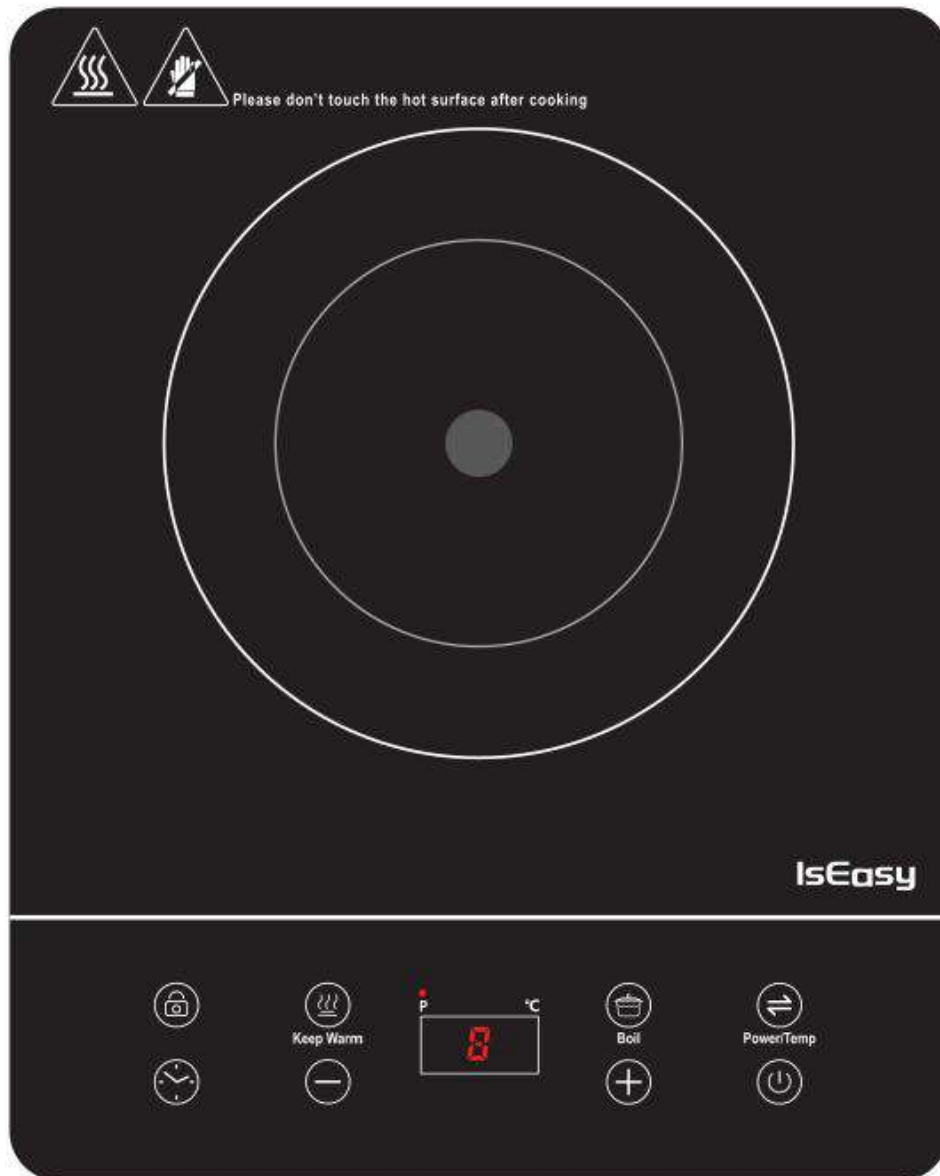 Please don't touch the hot surface after cooking
IsEasy
P °C
8
Keep Warm
Boil
Power/Temp